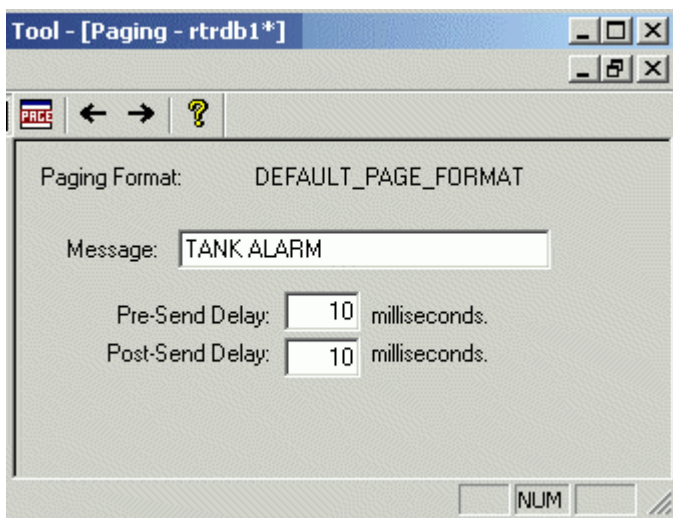 Tool - [Paging - rtrdb1*]
PAGE
Paging Format: DEFAULT_PAGE_FORMAT
Message: TANK ALARM
Pre-Send Delay: 10 milliseconds.
Post-Send Delay: 10 milliseconds.
NUM